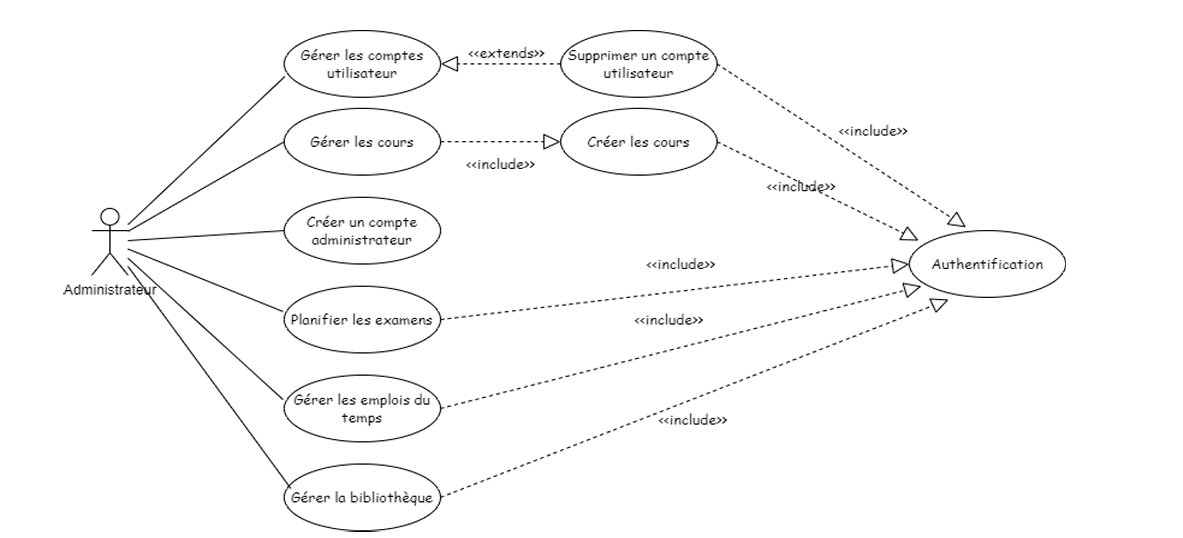 Gérer les comptes
utilisateur
<<extends>>
Supprimer un compte
utilisateur
<<include>>
Gérer les cours
<<include>>
Créer les cours
<<include>>
Créer un compte
administrateur
Administrateur
Authentification
<<include>>
Planifier les examens
<<include>>
Gérer les emplois du
temps
<<include>>
Gérer la bibliothèque